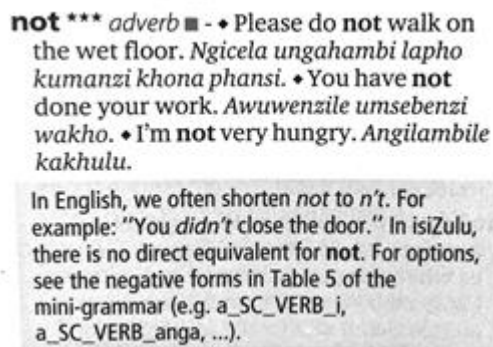 not *** adverb ■ - ◆ Please do not walk on
the wet floor. Ngicela ungahambi lapho
kumanzi khona phansi. ◆ You have not
done your work. Awuwenzile umsebenzi
wakho. ◆ I'm not very hungry. Angilambile
kakhulu.
In English, we often shorten not to n't. For
example: "You didn't close the door." In isiZulu,
there is no direct equivalent for not. For options,
see the negative forms in Table 5 of the
mini-grammar (e.g. a_SC_VERB_i,
a_SC_VERB_anga, ...).